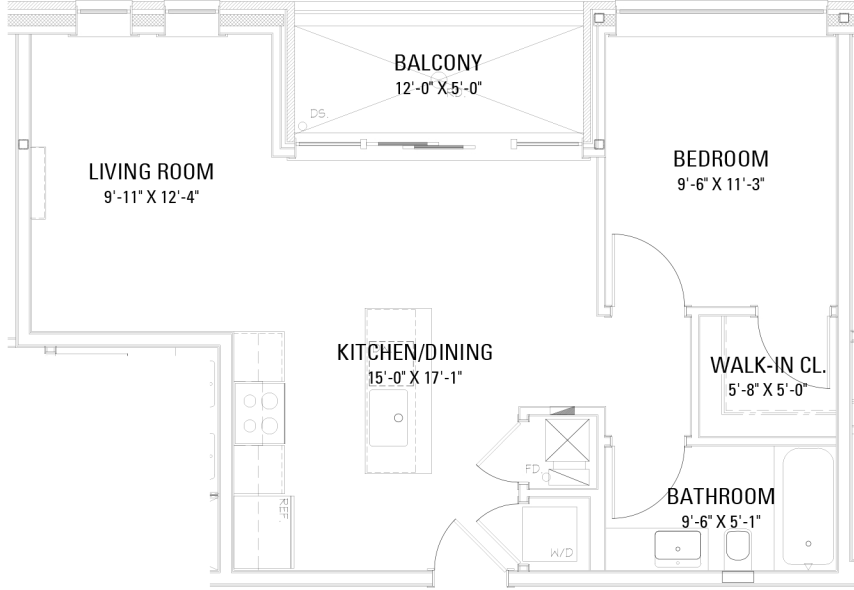 BALCONY
12'-0" X 5'-0"
DS.
LIVING ROOM
9'-11" X 12'-4"
BEDROOM
9'-6" X 11'-3"
KITCHEN/DINING
15'-0" X 17'-1"
WALK-IN CL.
5'-8" X 5'-0"
FD
REF.
BATHROOM
9'-6" X 5'-1"
W/D